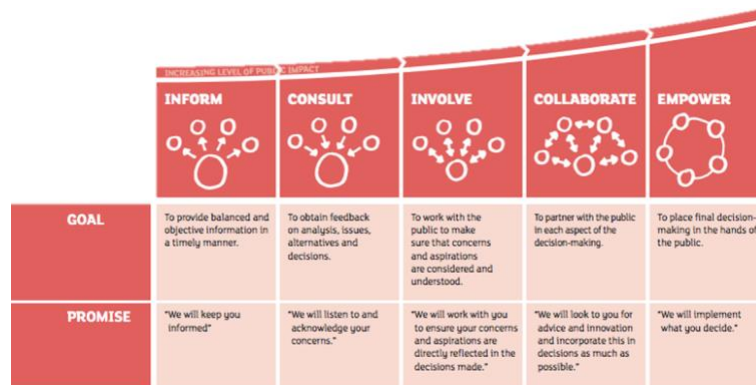 INCREASING LEVEL OF PUBLIC IMPACT
INFORM
CONSULT
INVOLVE
COLLABORATE
EMPOWER
GOAL
To provide balanced and
objective information in
a timely manner.
To obtain feedback
on analysis, issues,
alternatives and
decisions.
To work with the
public to make
sure that concerns
and aspirations
are considered and
understood.
To partner with the public
in each aspect of the
decision-making.
To place final decision-
making in the hands of
the public.
PROMISE
"We will keep you
informed"
"We will listen to and
acknowledge your
concerns."
"We will work with you
to ensure your concerns
and aspirations are
directly reflected in the
decisions made."
"We will look to you for
advice and innovation
and incorporate this in
decisions as much as
possible."
"We will implement
what you decide."